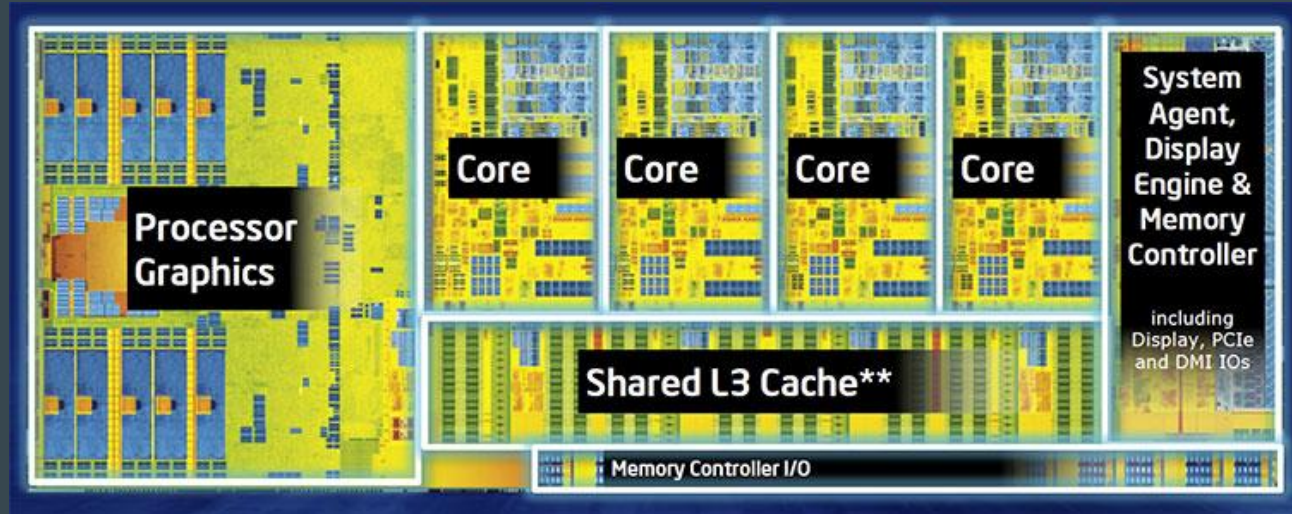 Processor
Graphics
Core
Core
Core
Core
System
Agent,
Display
Engine &
Memory
Controller
including
Display, PCIe
and DMI IOs
Shared L3 Cache**
Memory Controller I/O